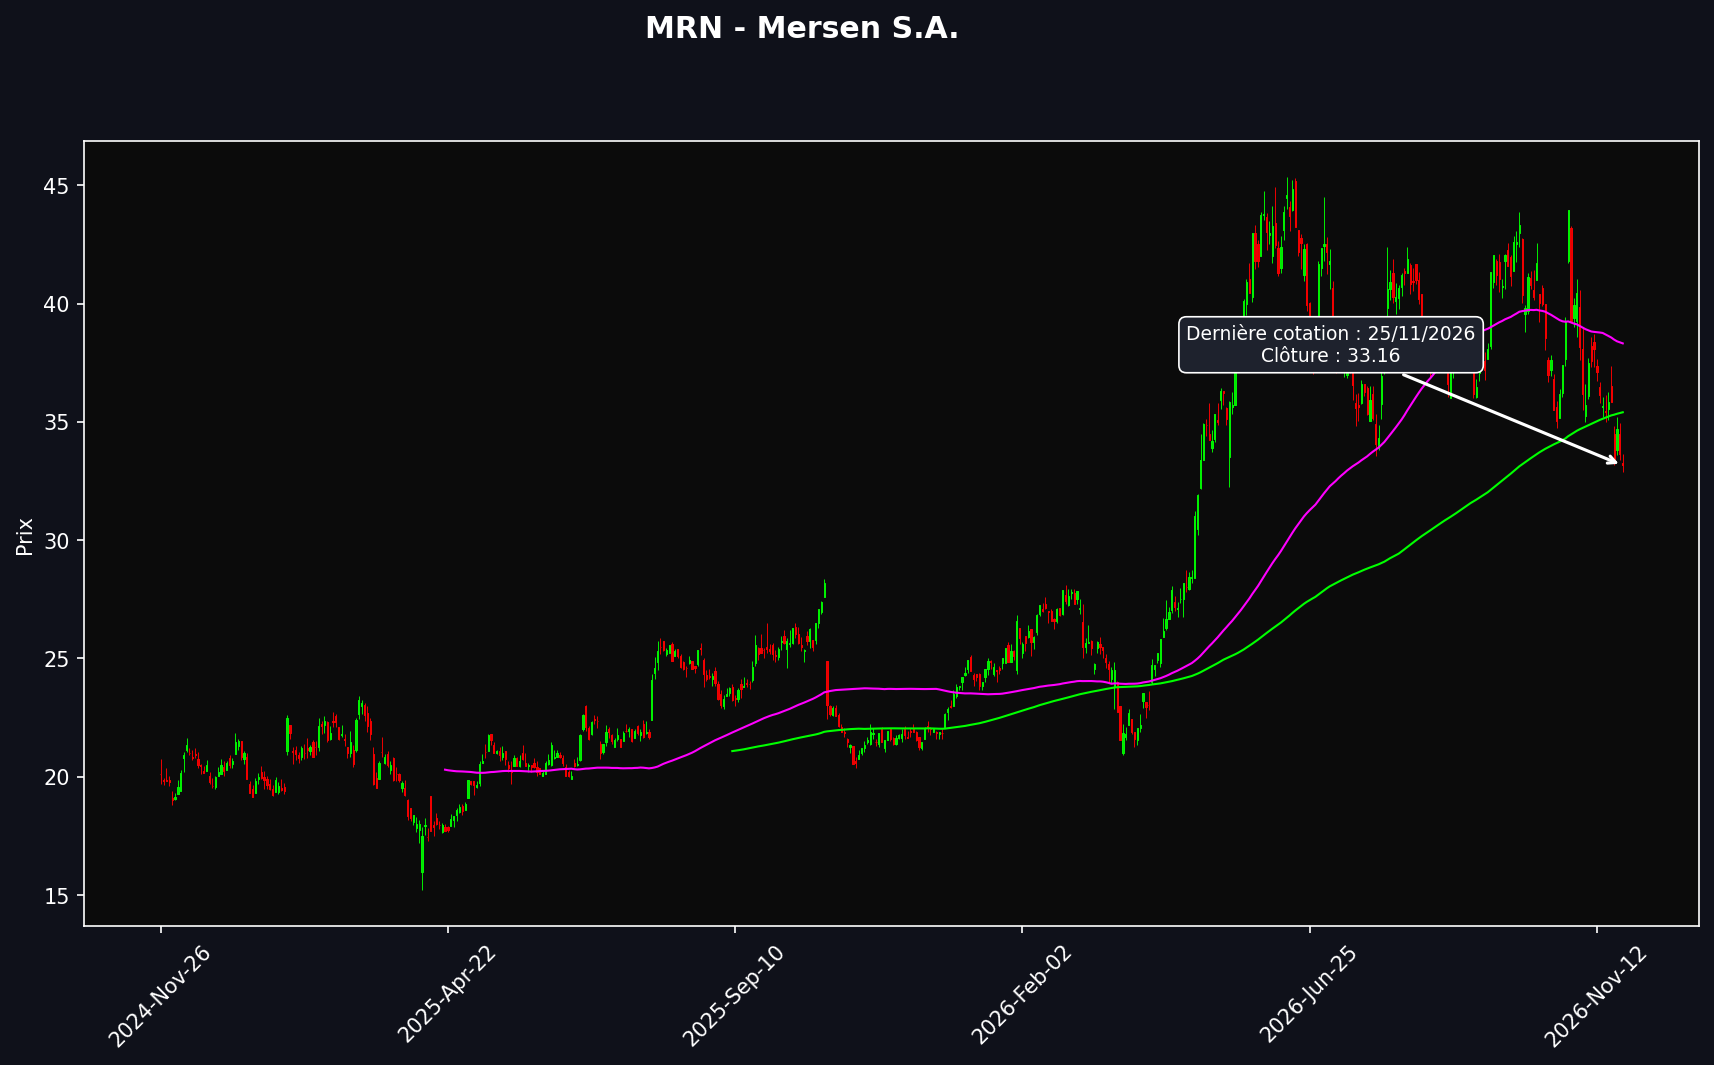 MRN - Mersen S.A.
Prix
45
40
35
30
25
20
15
Dernière cotation : 25/11/2026
Clôture : 33.16
2024-Nov-26
2025-Apr-22
2025-Sep-10
2026-Feb-02
2026-Jun-25
2026-Nov-12